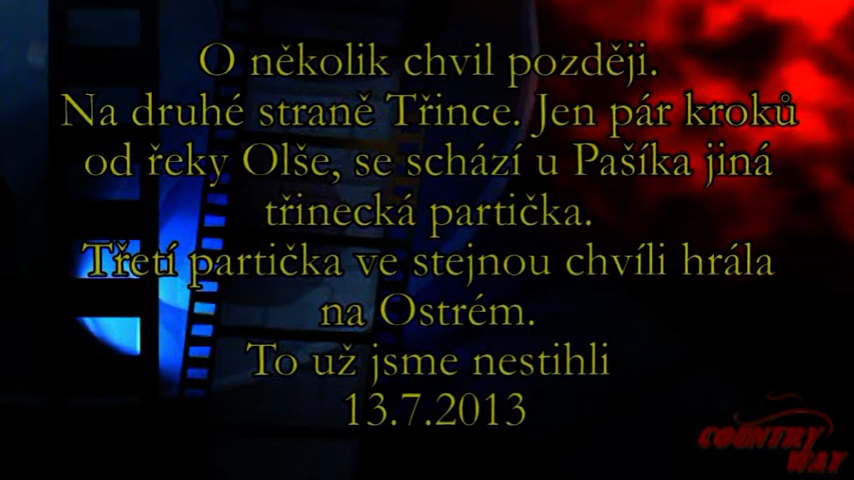 O několik chvil později.
Na druhé straně Třince. Jen pár kroků
od řeky Olše, se schází u Pašíka jiná
třinecká partička.
Třetí partička ve stejnou chvíli hrála
na Ostrém.
To už jsme nestihli
13.7.2013
COUNTRY
WAY